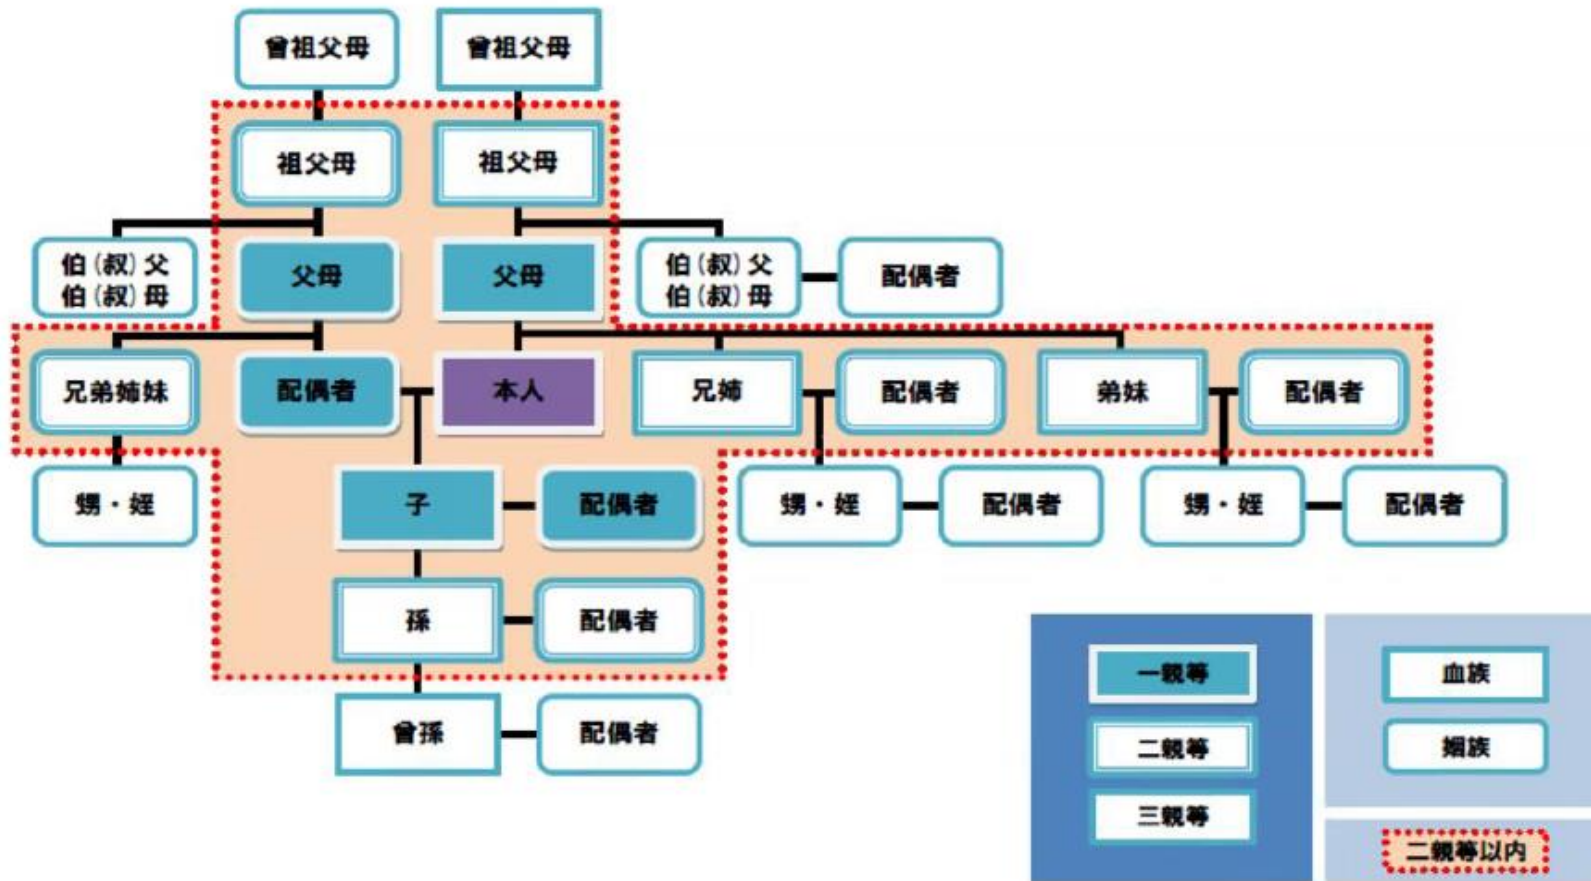 曾祖父母
曾祖父母
祖父母
祖父母
伯(叔)父
伯(叔)母
父母
父母
伯(叔)父
伯(叔)母
配偶者
兄弟姉妹
配偶者
本人
兄姉
配偶者
弟妹
配偶者
甥・姪
子
配偶者
甥・姪
配偶者
甥・姪
配偶者
孫
配偶者
曾孫
配偶者
一親等
二親等
三親等
血族
姻族
二親等以内